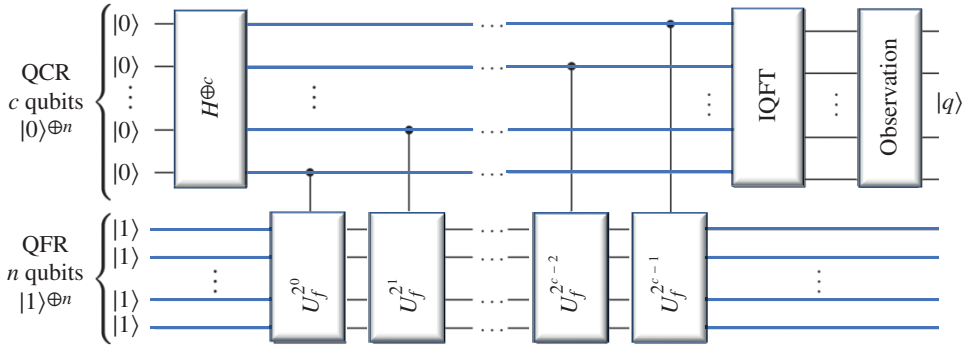 QCR
c qubits
|0⟩⊕n
|0⟩
|0⟩
⋮
|0⟩
|0⟩
H⊕c
⋮
...
...
...
...
⋮
IQFT
⋮
Observation
|q⟩
QFR
n qubits
|1⟩⊕n
|1⟩
|1⟩
⋮
|1⟩
|1⟩
U_f^{2^0}
U_f^{2^1}
...
...
...
...
U_f^{2^{c−2}}
U_f^{2^{c−1}}
⋮